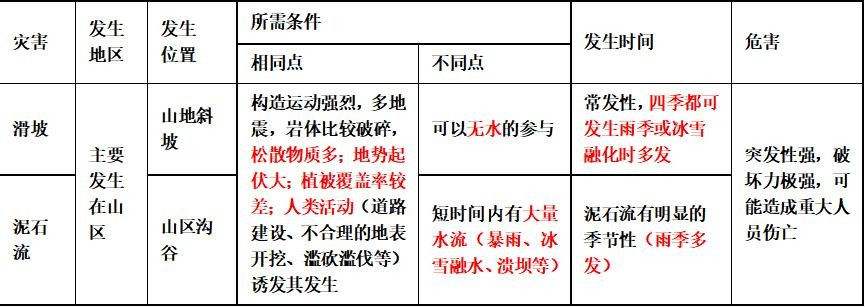 灾害
发生
地区
发生
位置
所需条件
相同点
不同点
发生时间
危害
滑坡
主要
发生
在山
区
山地斜
坡
构造运动强烈，多地
震，岩体比较破碎，
松散物质多；地势起
伏大；植被覆盖率较
差；人类活动（道路
建设、不合理的地表
开挖、滥砍滥伐等）
诱发其发生
可以无水的参与
常发性，四季都可
发生雨季或冰雪
融化时多发
突发性强，破
坏力极强，可
能造成重大人
员伤亡
泥石
流
山区沟
谷
短时间内有大量
水流（暴雨、冰
雪融水、溃坝等）
泥石流有明显的
季节性（雨季多
发）